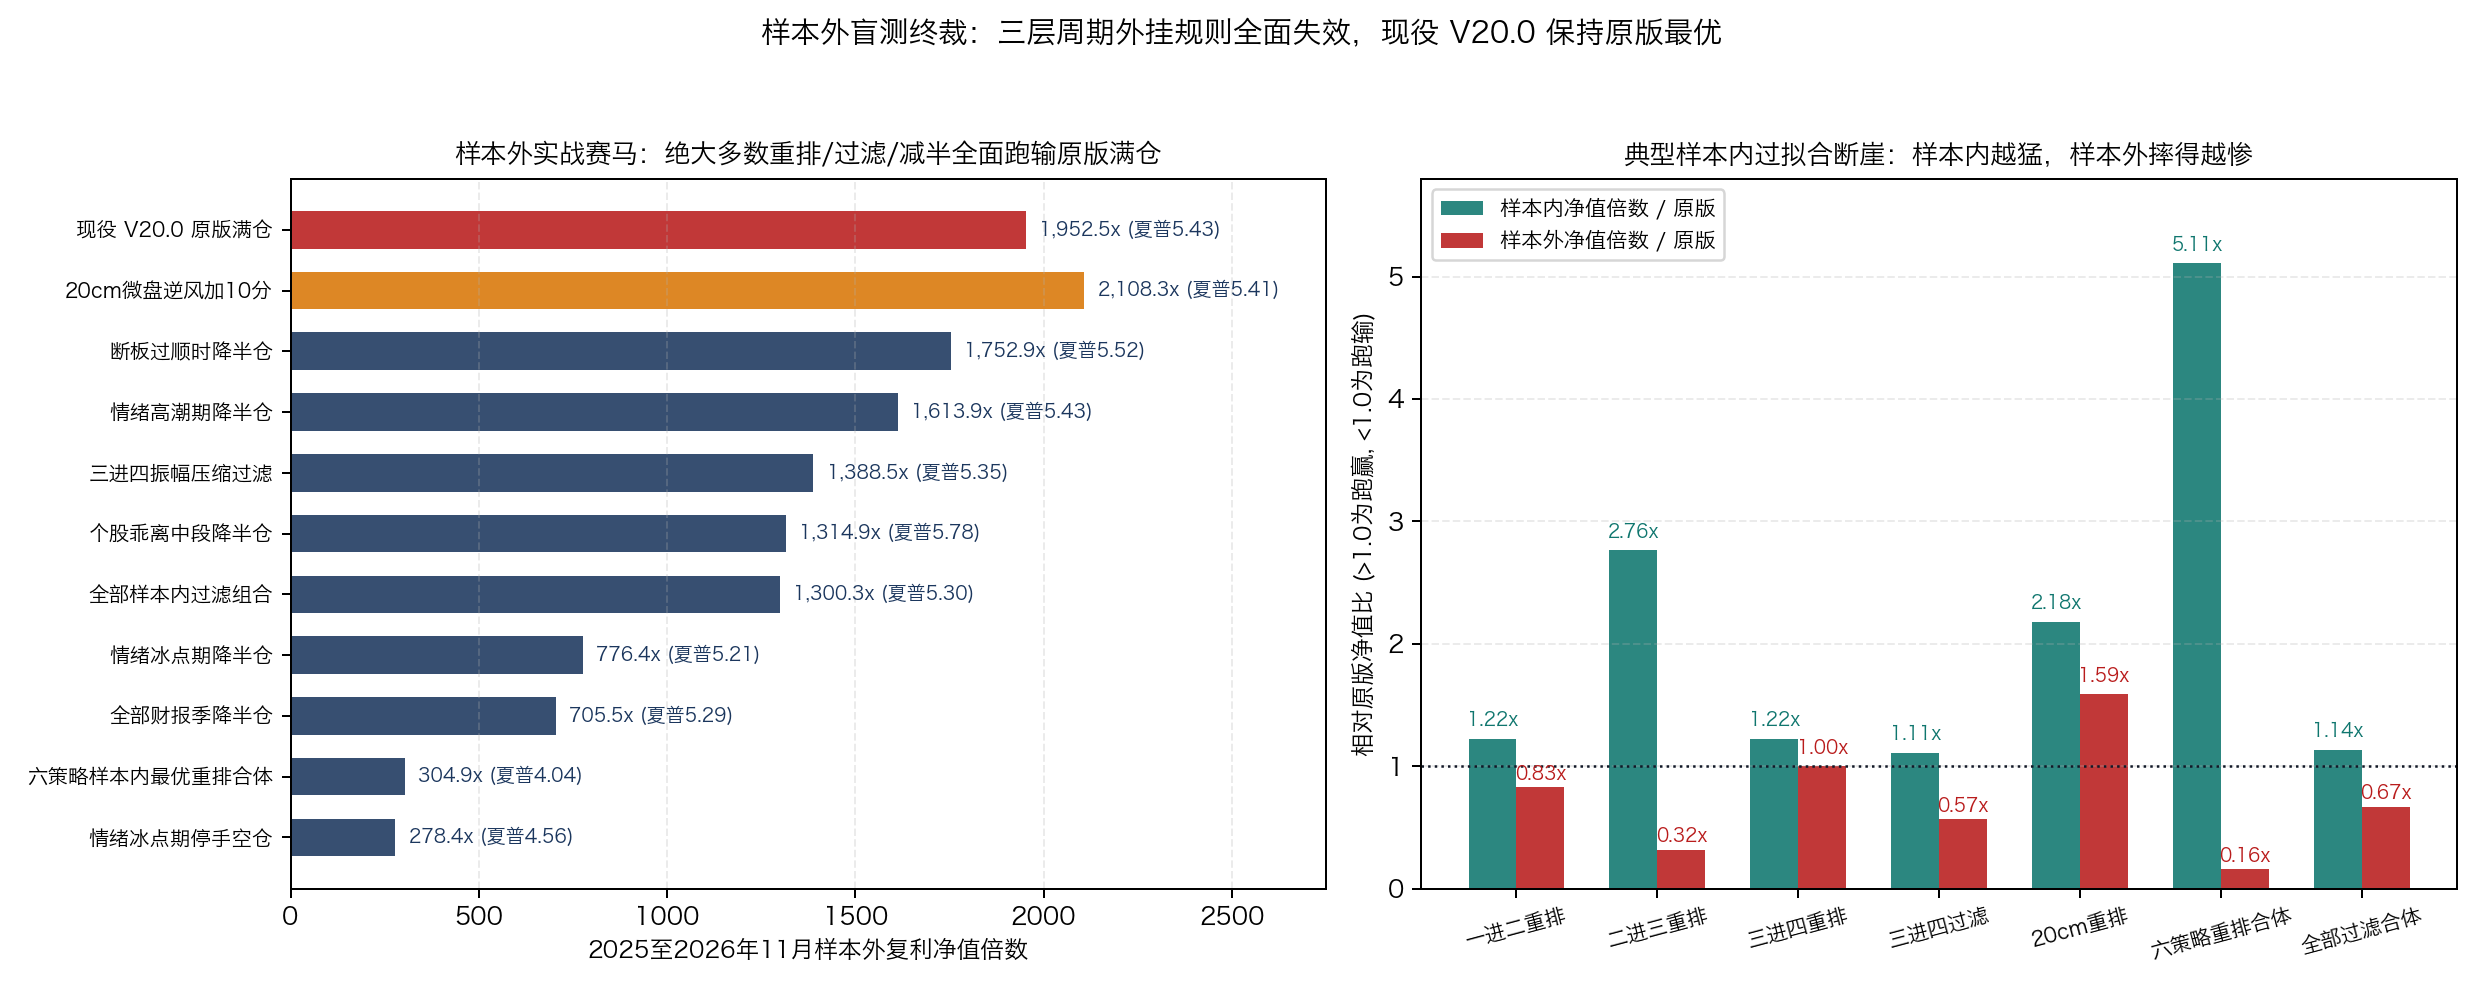 样本外盲测终裁：三层周期外挂规则全面失效，现役 V20.0 保持原版最优
样本外实战赛马：绝大多数重排/过滤/减半全面跑输原版满仓
现役 V20.0 原版满仓
1,952.5x (夏普5.43)
20cm微盘逆风加10分
2,108.3x (夏普5.41)
断板过顺时降半仓
1,752.9x (夏普5.52)
情绪高潮期降半仓
1,613.9x (夏普5.43)
三进四振幅压缩过滤
1,388.5x (夏普5.35)
个股乖离中段降半仓
1,314.9x (夏普5.78)
全部样本内过滤组合
1,300.3x (夏普5.30)
情绪冰点期降半仓
776.4x (夏普5.21)
全部财报季降半仓
705.5x (夏普5.29)
六策略样本内最优重排合体
304.9x (夏普4.04)
情绪冰点期停手空仓
278.4x (夏普4.56)
0 500 1000 1500 2000 2500
2025至2026年11月样本外复利净值倍数
典型样本内过拟合断崖：样本内越猛，样本外摔得越惨
样本内净值倍数 / 原版
样本外净值倍数 / 原版
相对原版净值比 (>1.0为跑赢, <1.0为跑输)
5
4
3
2
1
0
1.22x
0.83x
2.76x
0.32x
1.22x
1.00x
1.11x
0.57x
2.18x
1.59x
5.11x
0.16x
1.14x
0.67x
一进二重排
二进三重排
三进四重排
三进四过滤
20cm重排
六策略重排合体
全部过滤合体